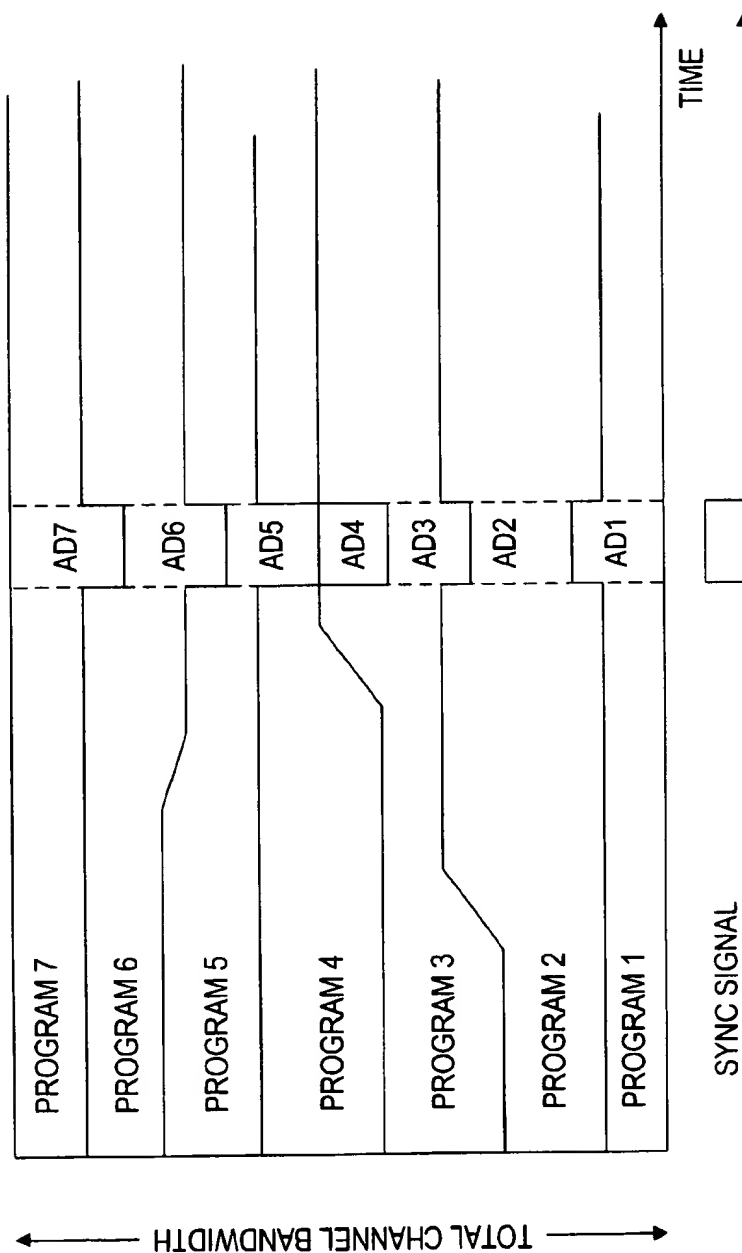 TOTAL CHANNEL BANDWIDTH
PROGRAM 7
PROGRAM 6
PROGRAM 5
PROGRAM 4
PROGRAM 3
PROGRAM 2
PROGRAM 1
AD7
AD6
AD5
AD4
AD3
AD2
AD1
TIME
SYNC SIGNAL